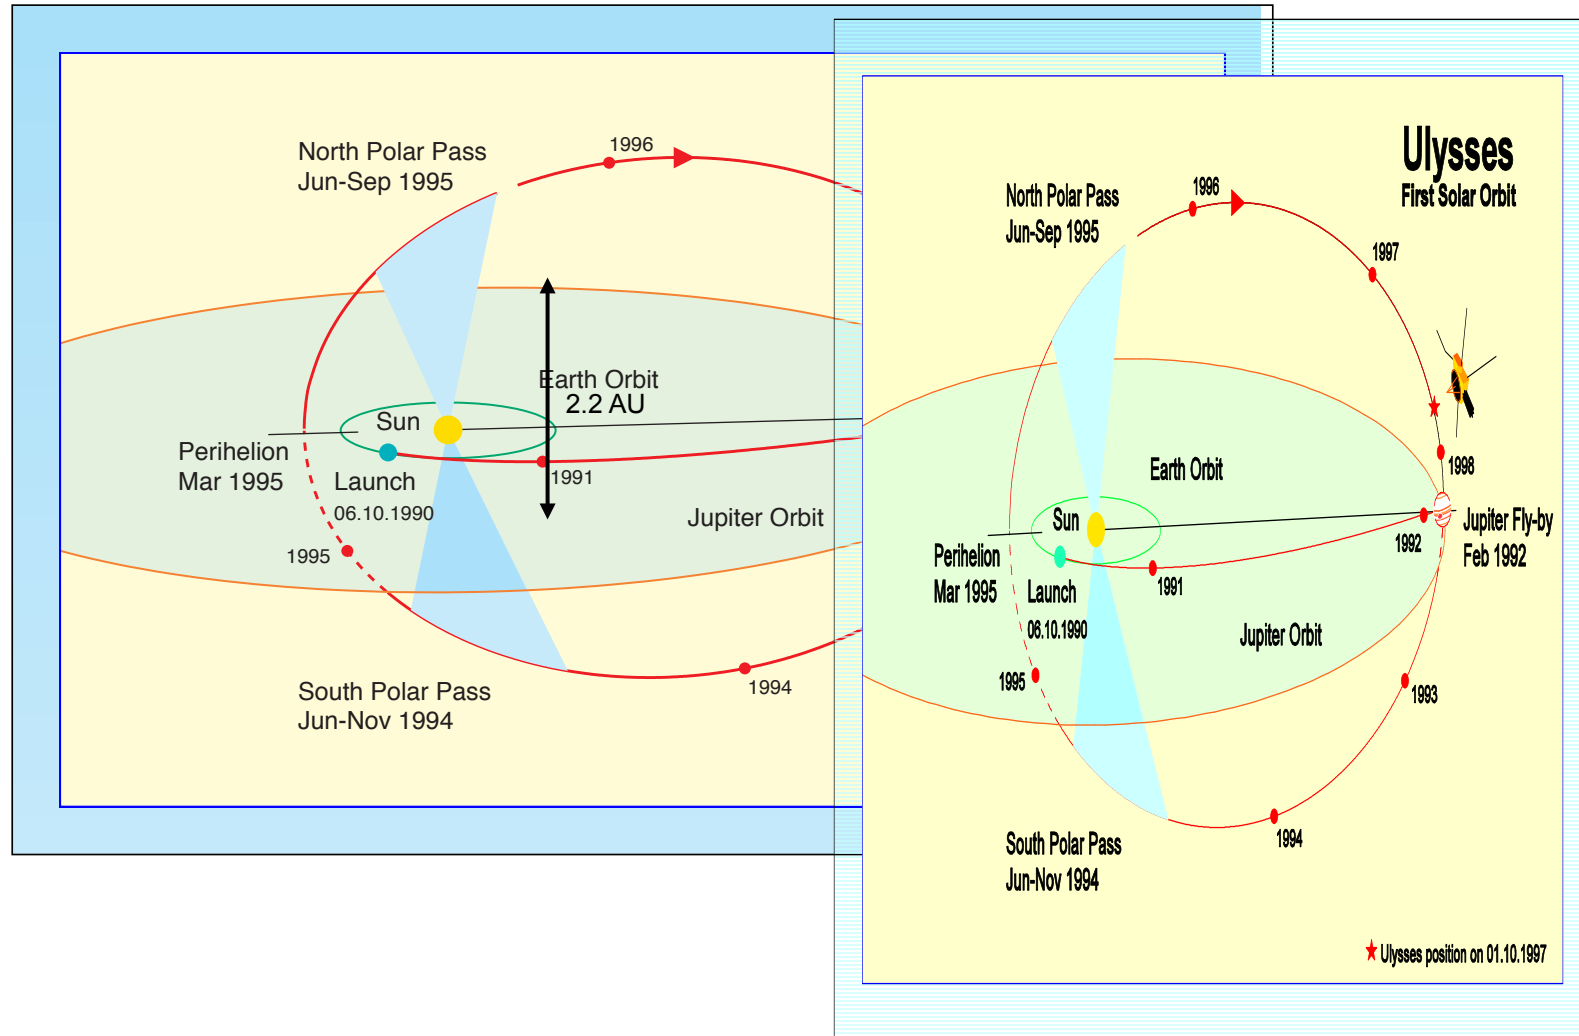 1996
North Polar Pass
Jun-Sep 1995
Earth Orbit
2.2 AU
Sun
Perihelion
Mar 1995
Launch
06.10.1990
1991
Jupiter Orbit
1995
South Polar Pass
Jun-Nov 1994
1994
Ulysses
First Solar Orbit
1996
North Polar Pass
Jun-Sep 1995
1997
Earth Orbit
1998
Sun
Jupiter Fly-by
Feb 1992
1992
Perihelion
Mar 1995
Launch
06.10.1990
1991
Jupiter Orbit
1995
1993
South Polar Pass
Jun-Nov 1994
1994
Ulysses position on 01.10.1997